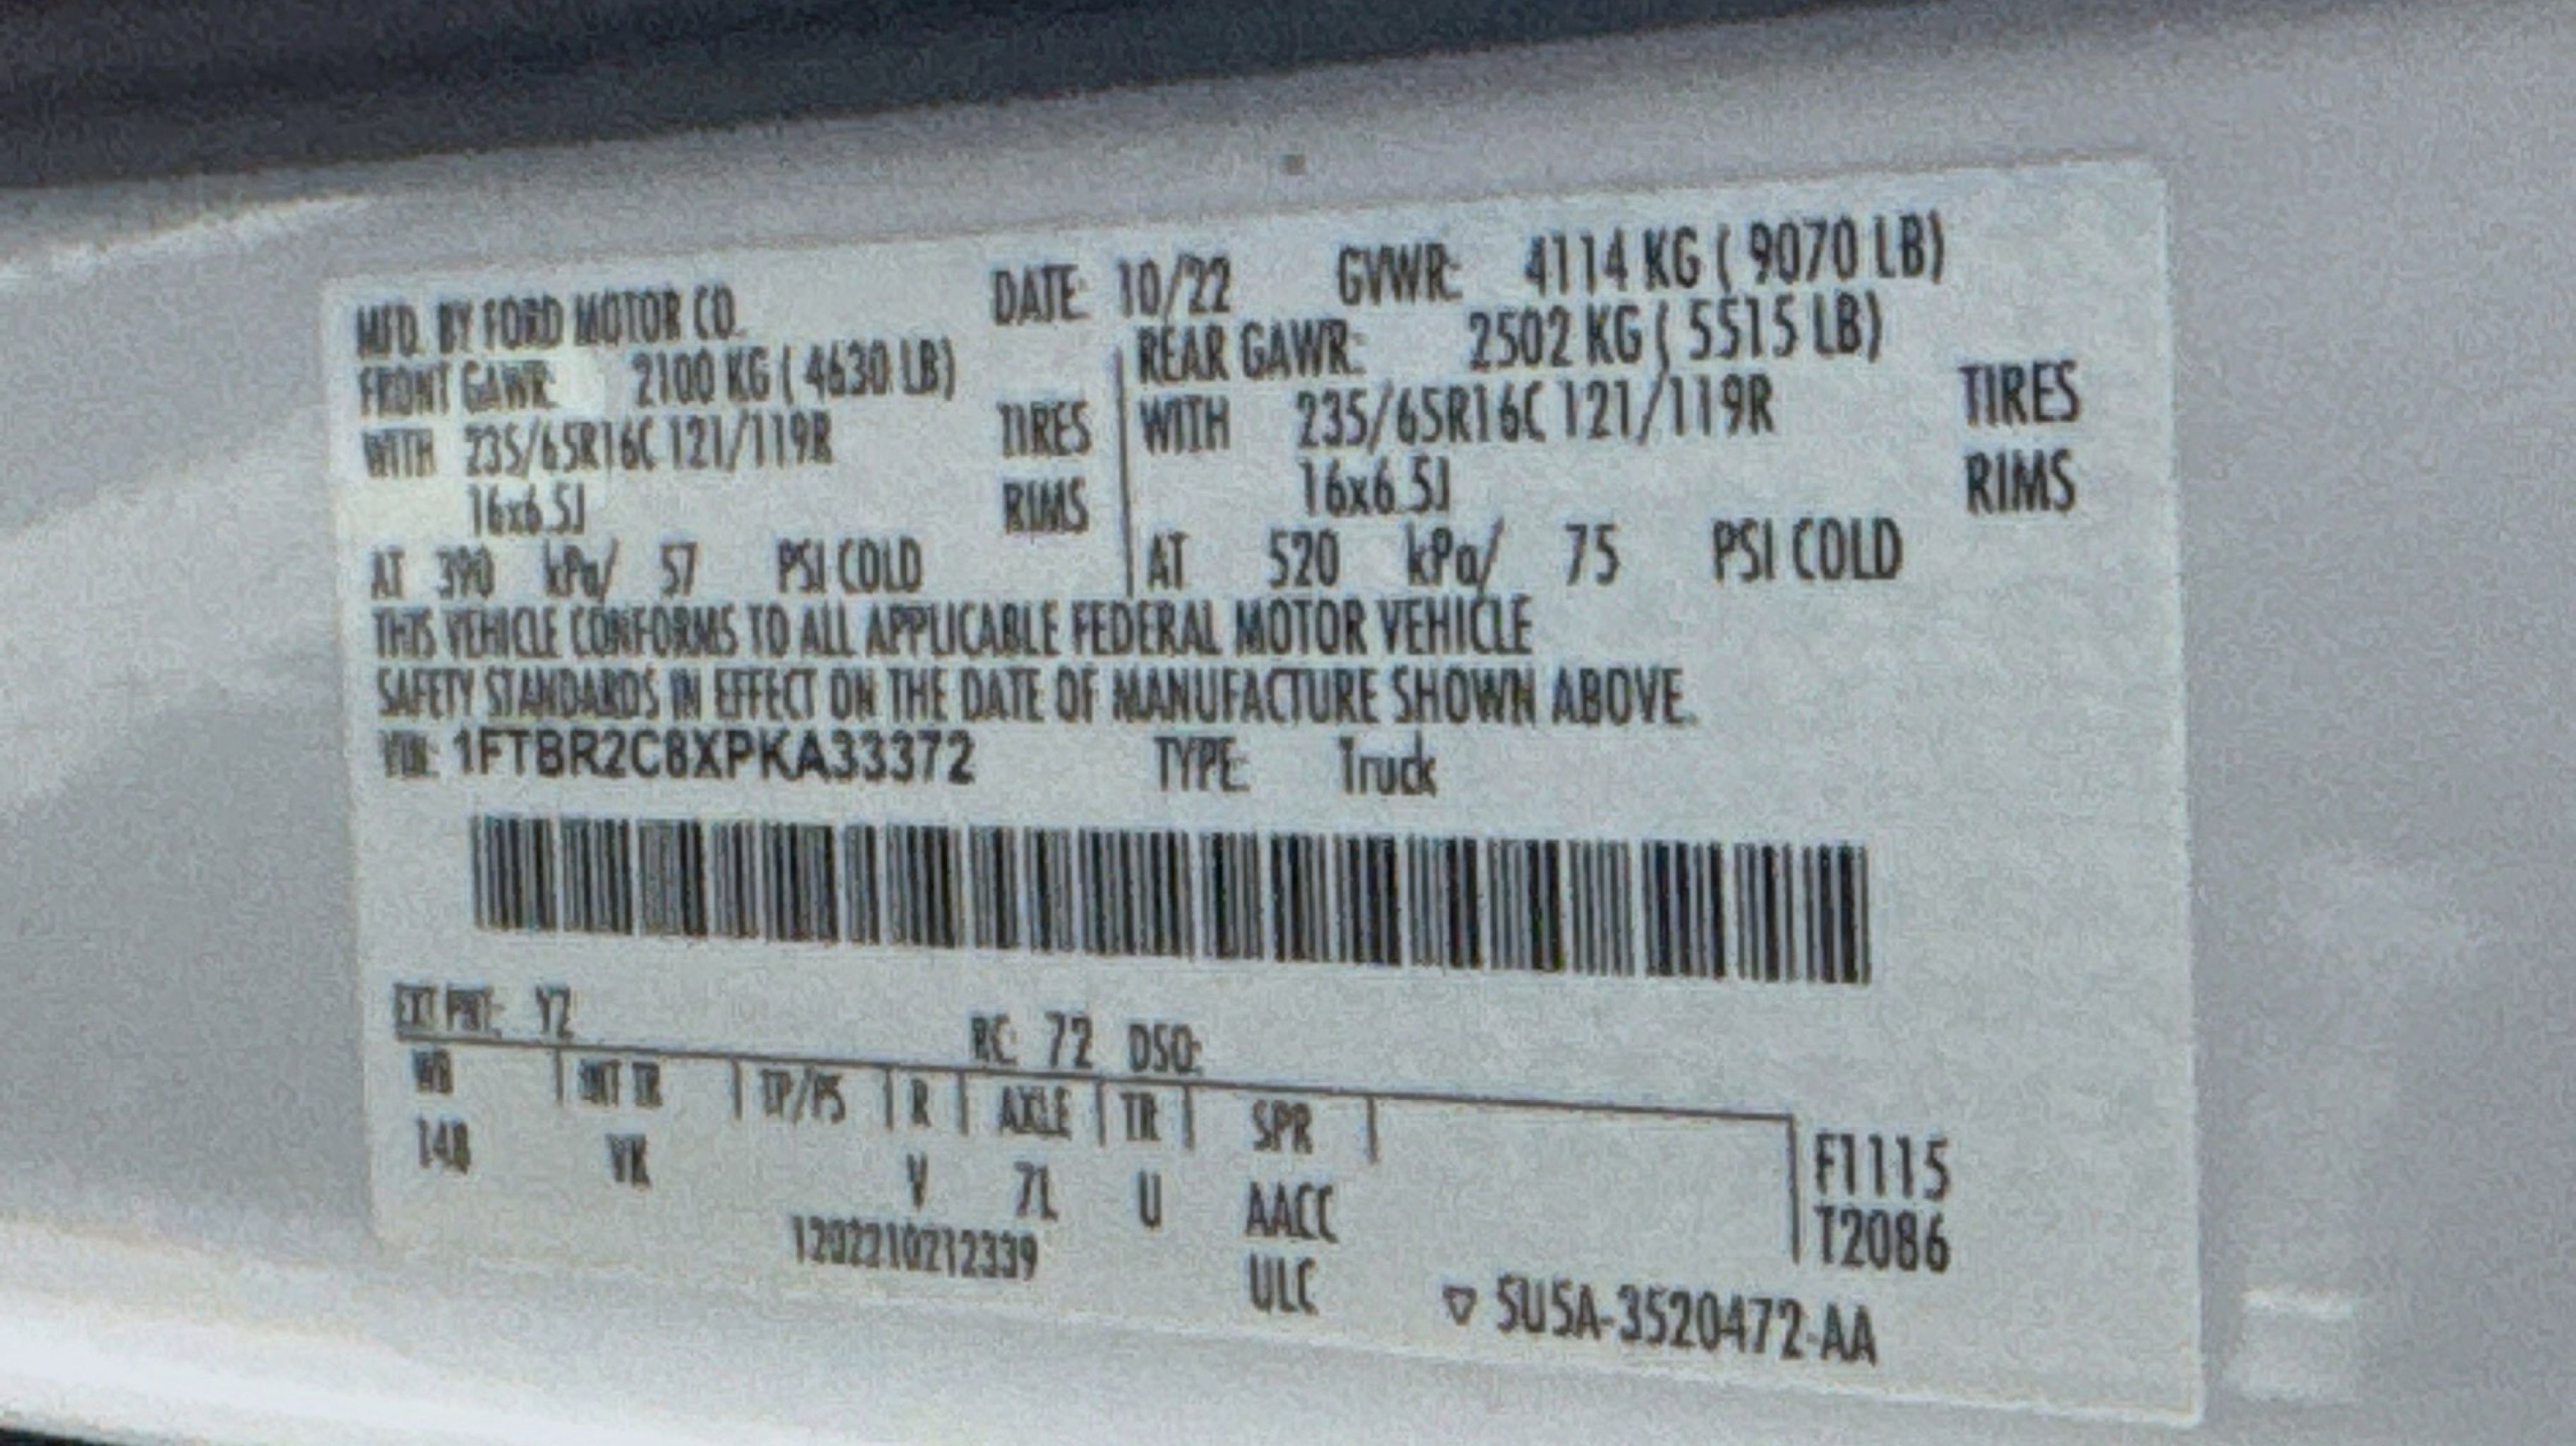 MFD. BY FORD MOTOR CO. DATE: 10/22 GVWR: 4114 KG ( 9070 LB)
FRONT GAWR: 2100 KG ( 4630 LB) REAR GAWR: 2502 KG ( 5515 LB)
WITH 235/65R16C 121/119R TIRES WITH 235/65R16C 121/119R TIRES
16x6.5J RIMS 16x6.5J RIMS
AT 390 kPa/ 57 PSI COLD AT 520 kPa/ 75 PSI COLD
THIS VEHICLE CONFORMS TO ALL APPLICABLE FEDERAL MOTOR VEHICLE
SAFETY STANDARDS IN EFFECT ON THE DATE OF MANUFACTURE SHOWN ABOVE.
VIN: 1FTBR2C8XPKA33372 TYPE: Truck
EXT PNT: YZ RC: 72 DSO:
WB INT TR TP/PS R AXLE TR SPR
148 VK V 7L U AACC F1115
1202210212339 ULC T2086
▽ 5U5A-3520472-AA